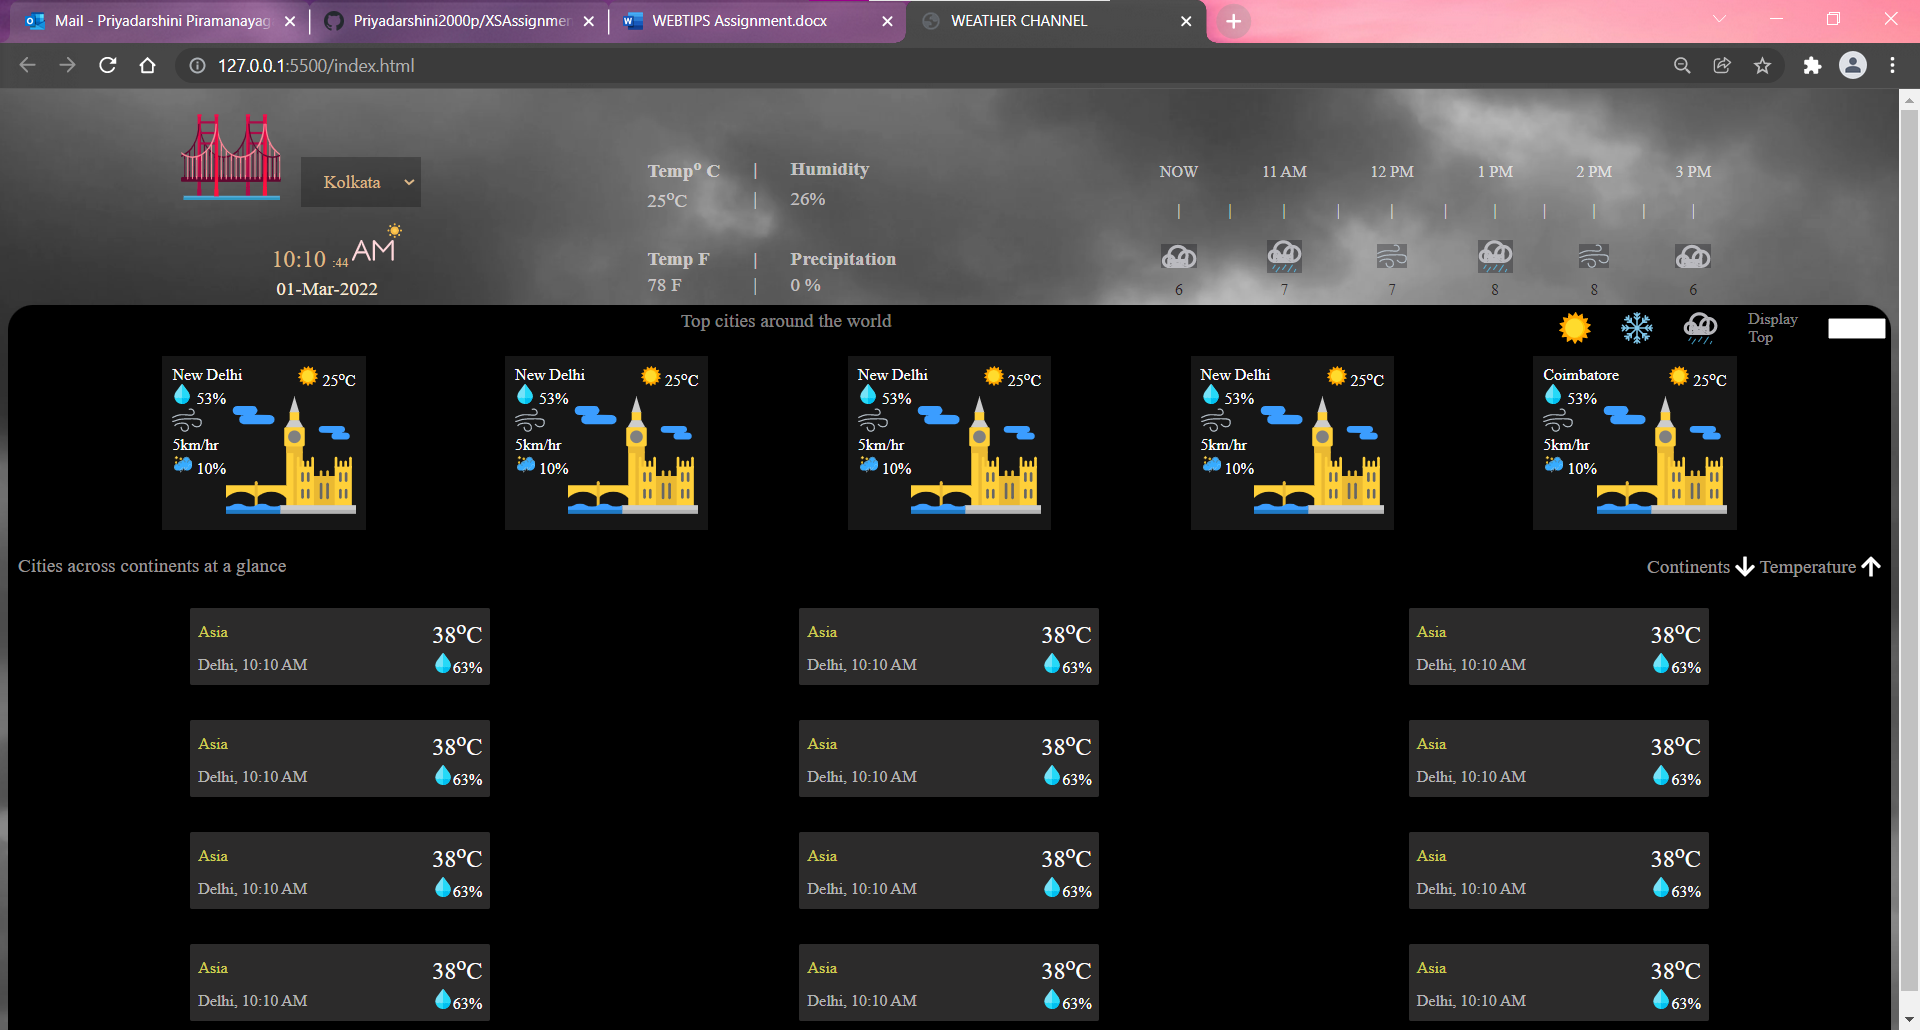 Mail - Priyadarshini Piramanayag
Priyadarshini2000p/XSAssignmen
WEBTIPS Assignment.docx
WEATHER CHANNEL
127.0.0.1:5500/index.html
Kolkata
10:10 :44 AM
01-Mar-2022
Temp° C | Humidity
25°C | 26%
Temp F | Precipitation
78 F | 0 %
NOW 11 AM 12 PM 1 PM 2 PM 3 PM
| | | | | | | | | | |
6 7 7 8 8 6
Top cities around the world
Display
Top
New Delhi 25°C
53%
5km/hr
10%
New Delhi 25°C
53%
5km/hr
10%
New Delhi 25°C
53%
5km/hr
10%
New Delhi 25°C
53%
5km/hr
10%
Coimbatore 25°C
53%
5km/hr
10%
Cities across continents at a glance
Continents Temperature
Asia 38°C
Delhi, 10:10 AM 63%
Asia 38°C
Delhi, 10:10 AM 63%
Asia 38°C
Delhi, 10:10 AM 63%
Asia 38°C
Delhi, 10:10 AM 63%
Asia 38°C
Delhi, 10:10 AM 63%
Asia 38°C
Delhi, 10:10 AM 63%
Asia 38°C
Delhi, 10:10 AM 63%
Asia 38°C
Delhi, 10:10 AM 63%
Asia 38°C
Delhi, 10:10 AM 63%
Asia 38°C
Delhi, 10:10 AM 63%
Asia 38°C
Delhi, 10:10 AM 63%
Asia 38°C
Delhi, 10:10 AM 63%